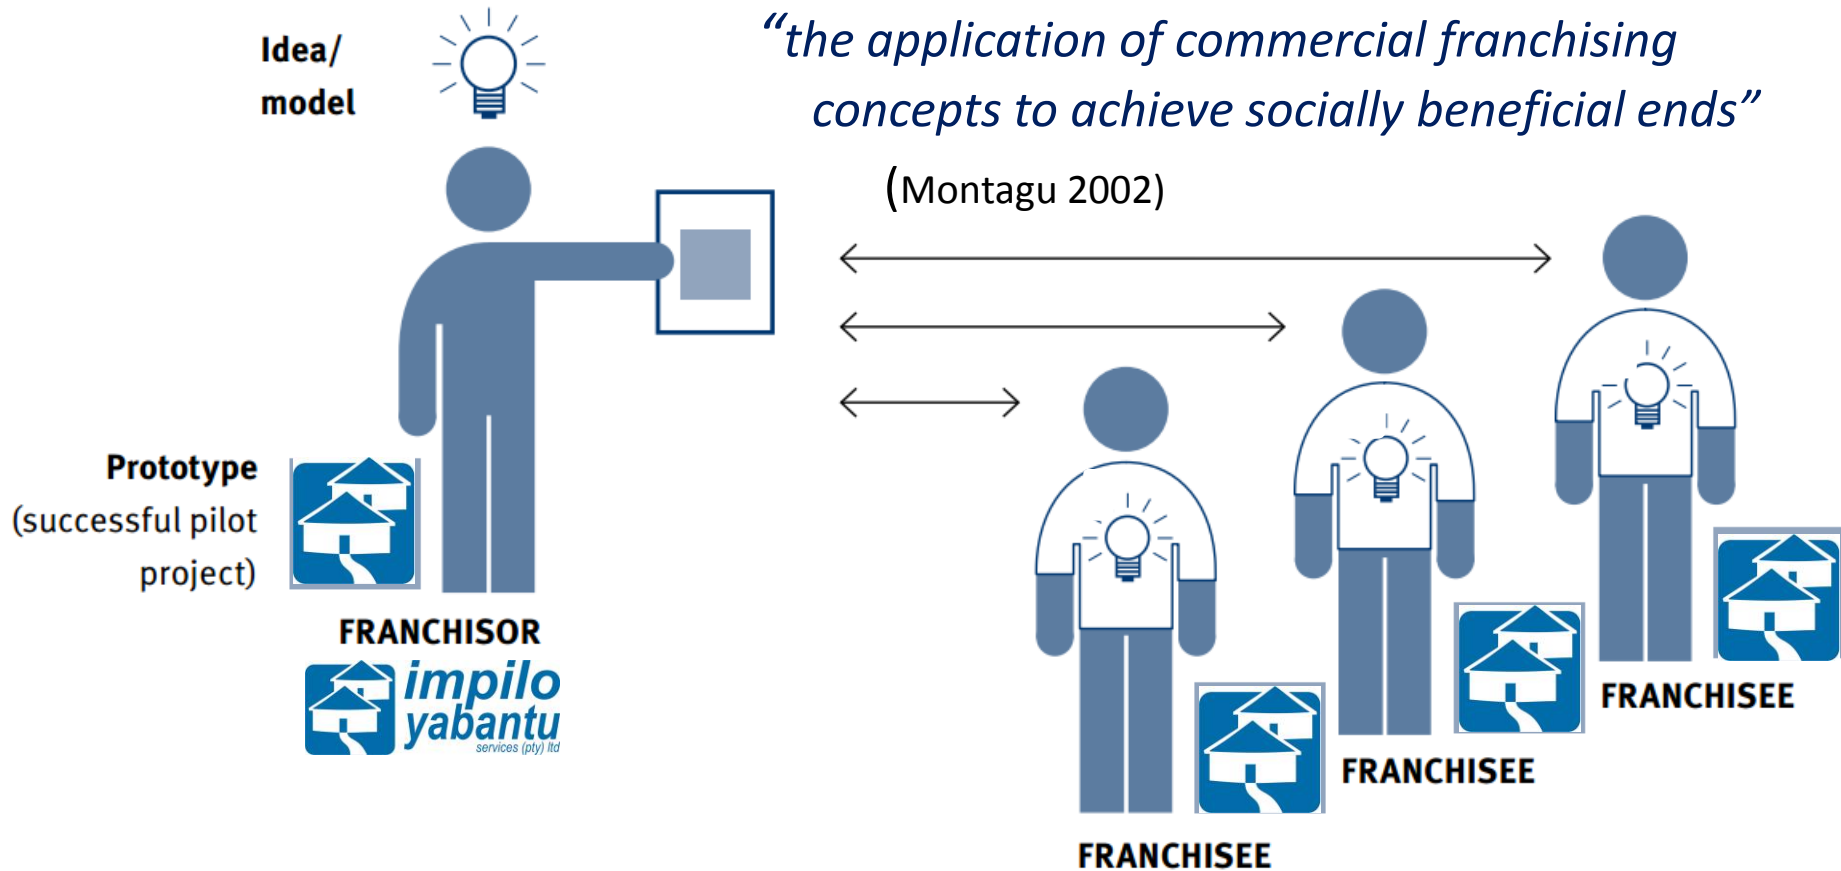 Idea/
model
“the application of commercial franchising
concepts to achieve socially beneficial ends”
(Montagu 2002)
Prototype
(successful pilot
project)
FRANCHISOR
impilo
yabantu
services (pty) ltd
FRANCHISEE
FRANCHISEE
FRANCHISEE